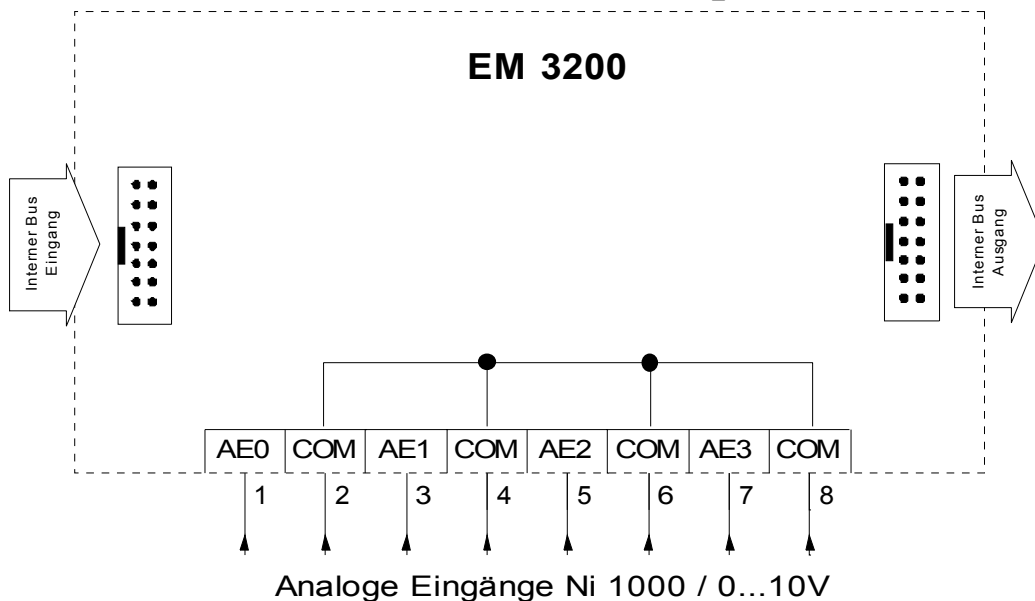 EM 3200
Interner Bus
Eingang
Interner Bus
Ausgang
AE0 COM AE1 COM AE2 COM AE3 COM
1 2 3 4 5 6 7 8
Analoge Eingänge Ni 1000 / 0...10V